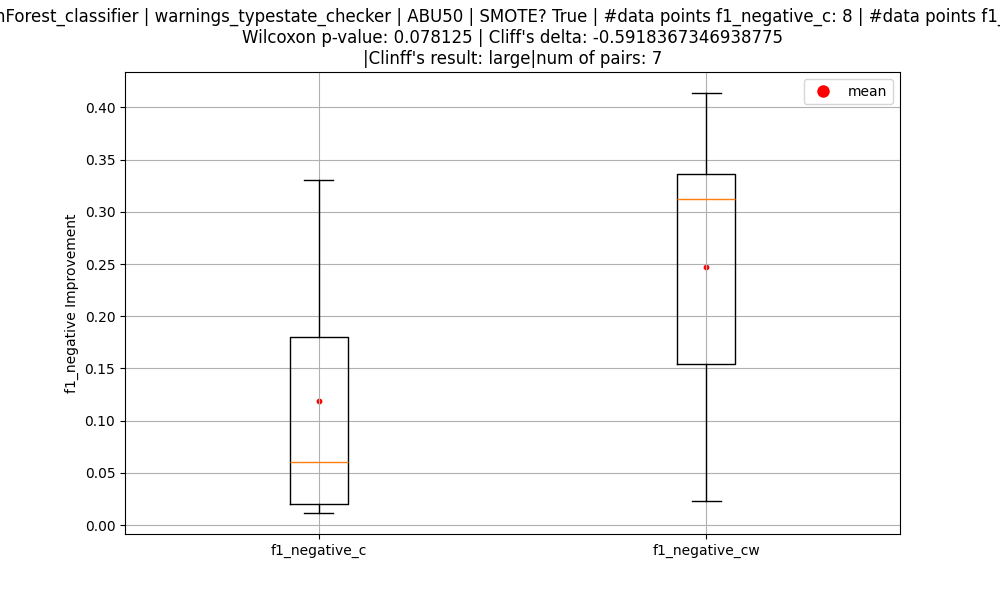 nForest_classifier | warnings_typestate_checker | ABU50 | SMOTE? True | #data points f1_negative_c: 8 | #data points f1_
Wilcoxon p-value: 0.078125 | Cliff's delta: -0.5918367346938775
|Clinff's result: large|num of pairs: 7
mean
0.40
0.35
0.30
0.25
0.20
0.15
0.10
0.05
0.00
f1_negative Improvement
f1_negative_c
f1_negative_cw